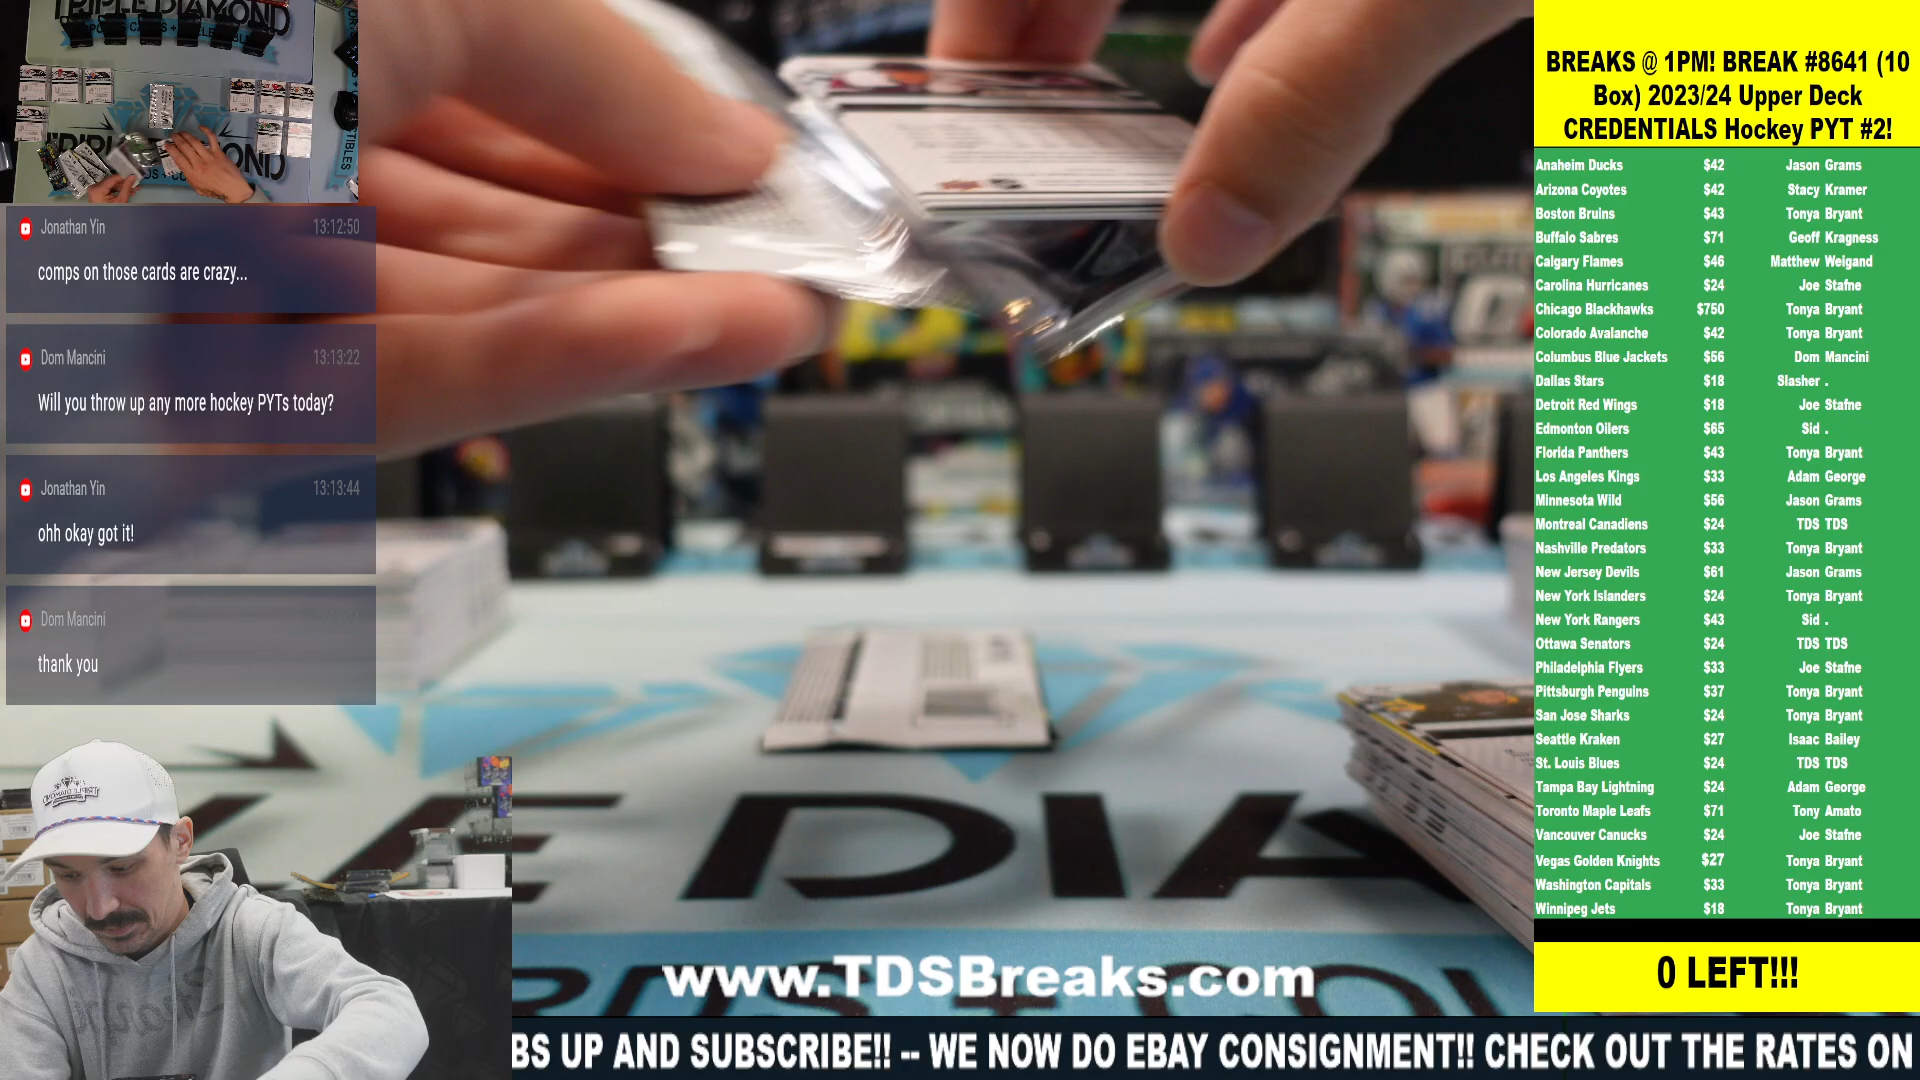 TRIPLE DIAMOND
Jonathan Yin 13:12:50
comps on those cards are crazy...
Dom Mancini 13:13:22
Will you throw up any more hockey PYTs today?
Jonathan Yin 13:13:44
ohh okay got it!
Dom Mancini
thank you
www.TDSBreaks.com
BS UP AND SUBSCRIBE!! -- WE NOW DO EBAY CONSIGNMENT!! CHECK OUT THE RATES ON
BREAKS @ 1PM! BREAK #8641 (10
Box) 2023/24 Upper Deck
CREDENTIALS Hockey PYT #2!
Anaheim Ducks $42 Jason Grams
Arizona Coyotes $42 Stacy Kramer
Boston Bruins $43 Tonya Bryant
Buffalo Sabres $71 Geoff Kragness
Calgary Flames $46 Matthew Weigand
Carolina Hurricanes $24 Joe Stafne
Chicago Blackhawks $750 Tonya Bryant
Colorado Avalanche $42 Tonya Bryant
Columbus Blue Jackets $56 Dom Mancini
Dallas Stars $18 Slasher .
Detroit Red Wings $18 Joe Stafne
Edmonton Oilers $65 Sid .
Florida Panthers $43 Tonya Bryant
Los Angeles Kings $33 Adam George
Minnesota Wild $56 Jason Grams
Montreal Canadiens $24 TDS TDS
Nashville Predators $33 Tonya Bryant
New Jersey Devils $61 Jason Grams
New York Islanders $24 Tonya Bryant
New York Rangers $43 Sid .
Ottawa Senators $24 TDS TDS
Philadelphia Flyers $33 Joe Stafne
Pittsburgh Penguins $37 Tonya Bryant
San Jose Sharks $24 Tonya Bryant
Seattle Kraken $27 Isaac Bailey
St. Louis Blues $24 TDS TDS
Tampa Bay Lightning $24 Adam George
Toronto Maple Leafs $71 Tony Amato
Vancouver Canucks $24 Joe Stafne
Vegas Golden Knights $27 Tonya Bryant
Washington Capitals $33 Tonya Bryant
Winnipeg Jets $18 Tonya Bryant
0 LEFT!!!